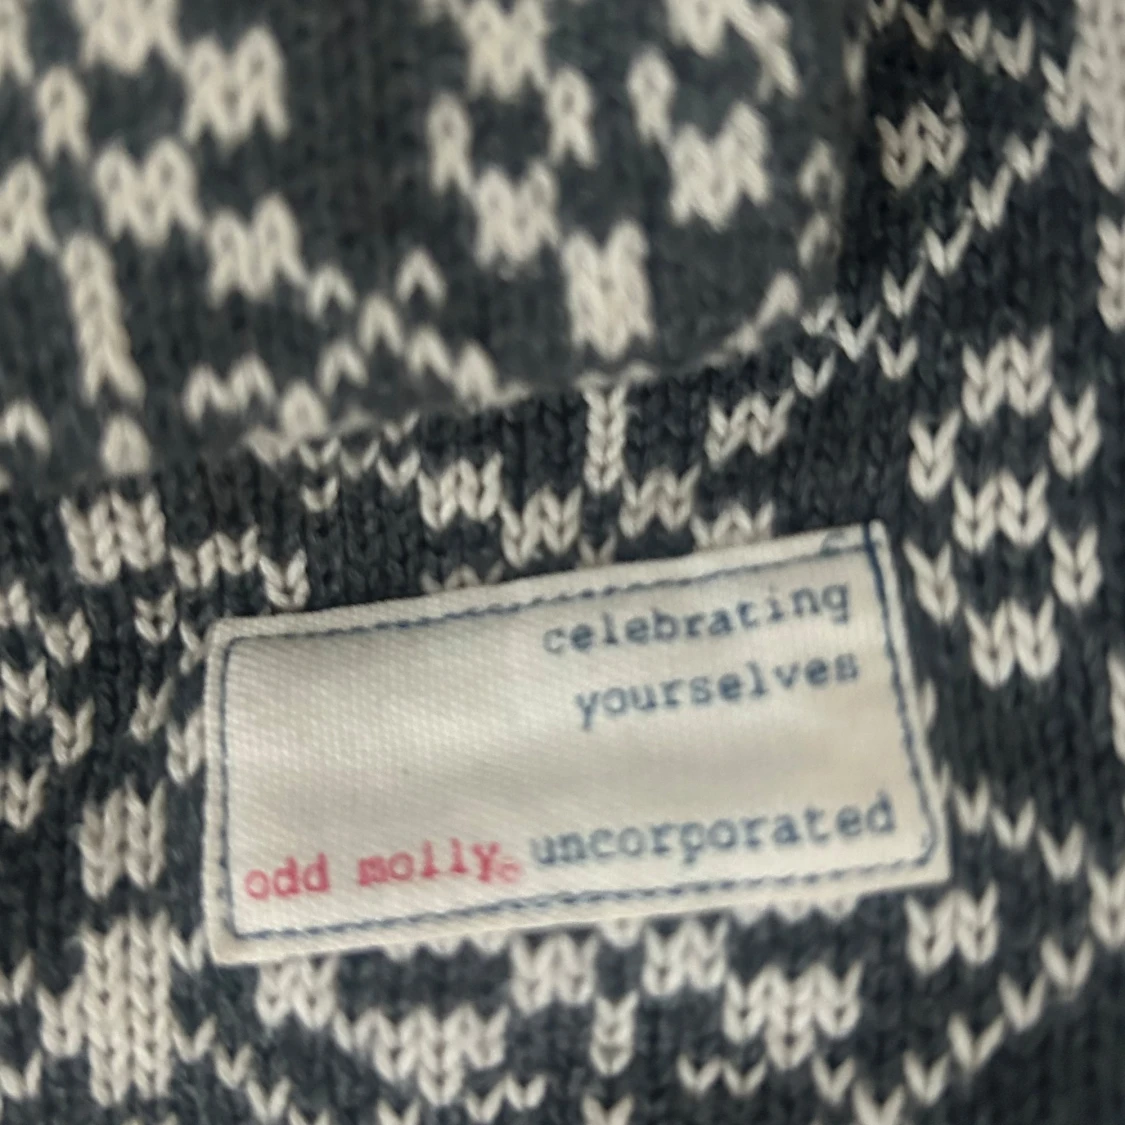 celebrating
yourselves
odd molly® uncorporated